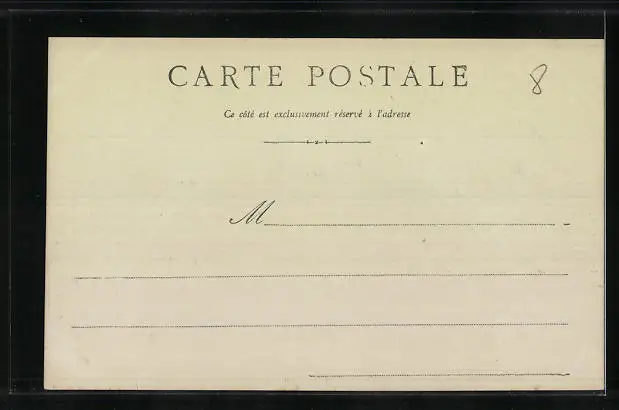 CARTE POSTALE 8
Ce côté est exclusivement réservé à l'adresse
M